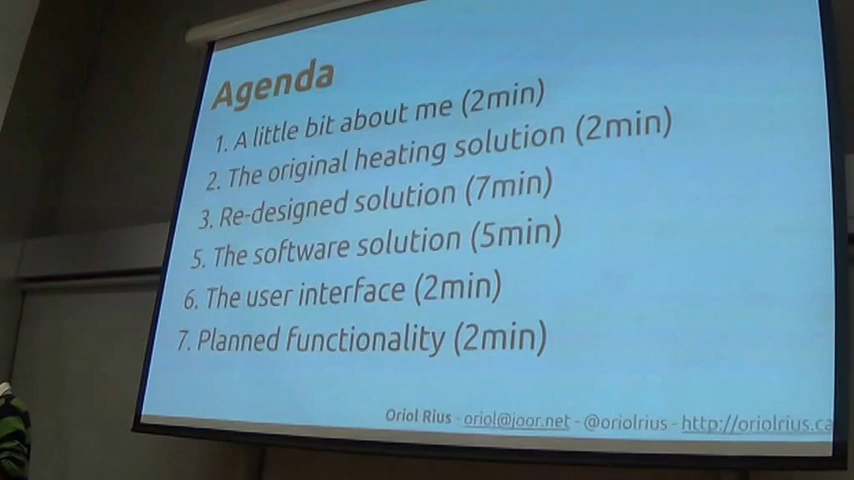 Agenda
1. A little bit about me (2min)
2. The original heating solution (2min)
3. Re-designed solution (7min)
5. The software solution (5min)
6. The user interface (2min)
7. Planned functionality (2min)
Oriol Rius - oriol@joor.net - @oriolrius - http://oriolrius.ca